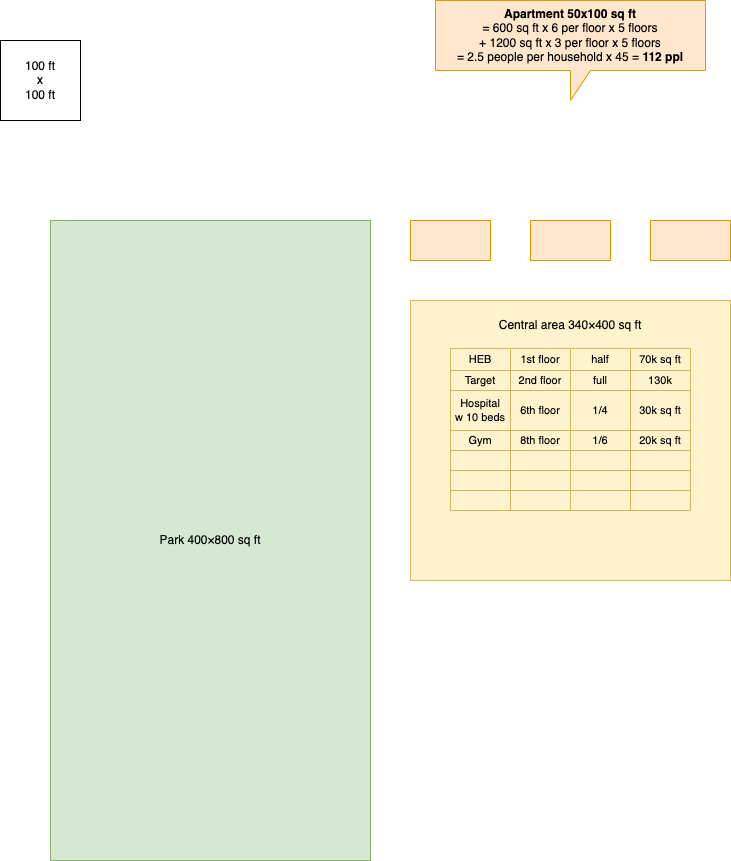 Apartment 50x100 sq ft
= 600 sq ft x 6 per floor x 5 floors
+ 1200 sq ft x 3 per floor x 5 floors
= 2.5 people per household x 45 = 112 ppl
100 ft
x
100 ft
Central area 340×400 sq ft
HEB 1st floor half 70k sq ft
Target 2nd floor full 130k
Hospital
w 10 beds 6th floor 1/4 30k sq ft
Gym 8th floor 1/6 20k sq ft
Park 400×800 sq ft